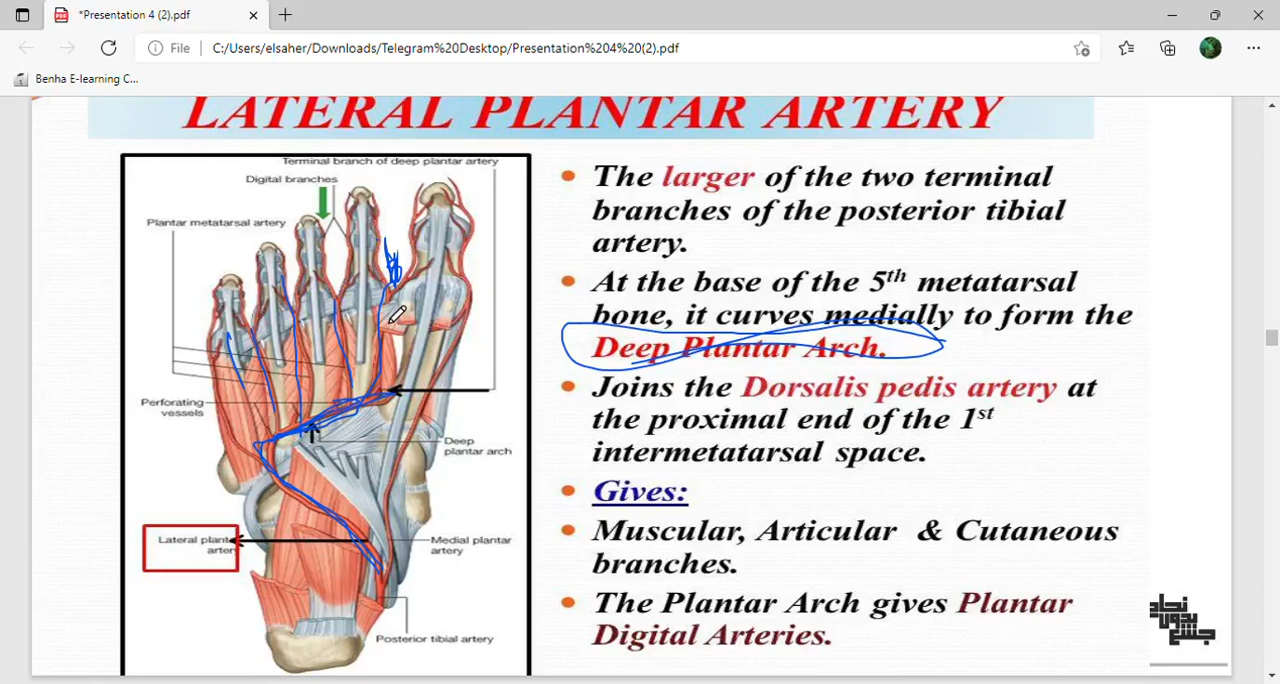 *Presentation 4 (2).pdf
File
C:/Users/elsaher/Downloads/Telegram%20Desktop/Presentation%204%20(2).pdf
Benha E-learning C...
LATERAL PLANTAR ARTERY
Terminal branch of deep plantar artery
Digital branches
Plantar metatarsal artery
Perforating
vessels
Deep
plantar arch
Lateral plantar
artery
Medial plantar
artery
Posterior tibial artery
The larger of the two terminal
branches of the posterior tibial
artery.
At the base of the 5th metatarsal
bone, it curves medially to form the
Deep Plantar Arch.
Joins the Dorsalis pedis artery at
the proximal end of the 1st
intermetatarsal space.
Gives:
Muscular, Articular & Cutaneous
branches.
The Plantar Arch gives Plantar
Digital Arteries.
نحاد
بدون
جشع